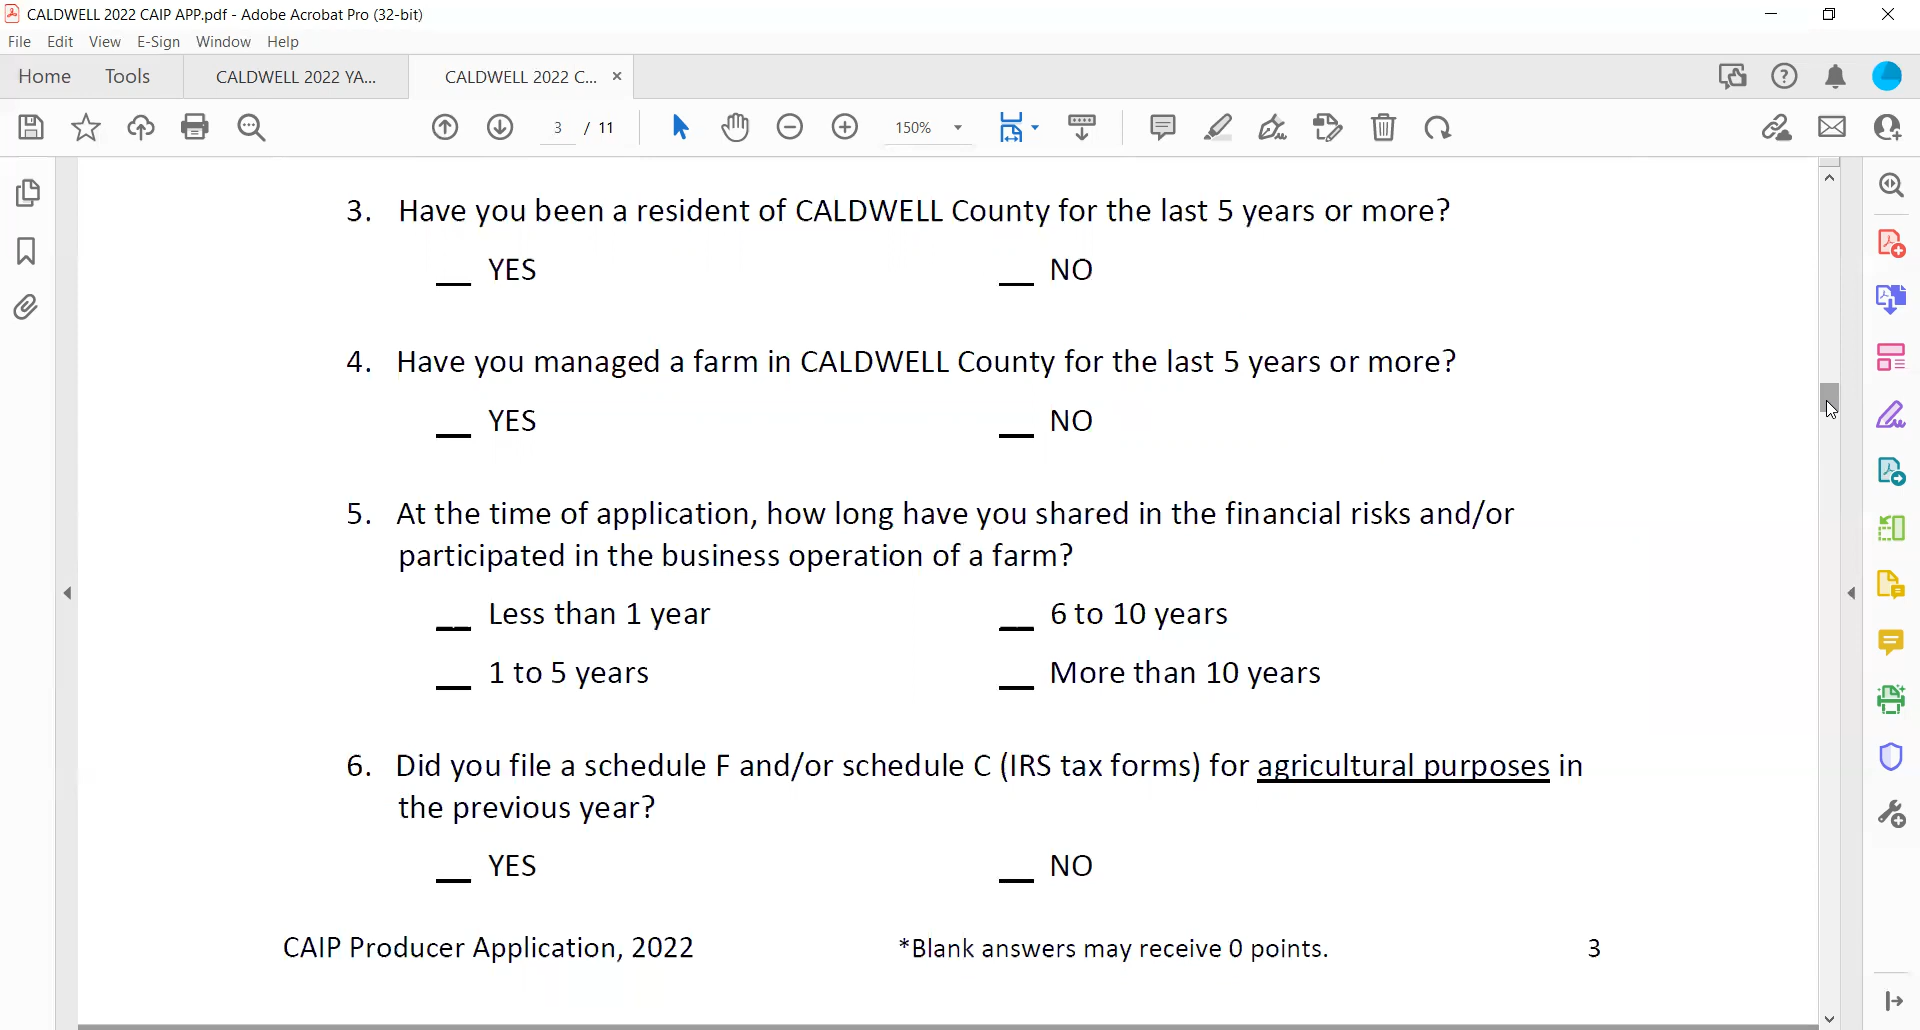 CALDWELL 2022 CAIP APP.pdf - Adobe Acrobat Pro (32-bit)
File Edit View E-Sign Window Help
Home Tools CALDWELL 2022 YA... CALDWELL 2022 C... ×
3 / 11 150%
3. Have you been a resident of CALDWELL County for the last 5 years or more?
__ YES __ NO
4. Have you managed a farm in CALDWELL County for the last 5 years or more?
__ YES __ NO
5. At the time of application, how long have you shared in the financial risks and/or
participated in the business operation of a farm?
__ Less than 1 year __ 6 to 10 years
__ 1 to 5 years __ More than 10 years
6. Did you file a schedule F and/or schedule C (IRS tax forms) for agricultural purposes in
the previous year?
__ YES __ NO
CAIP Producer Application, 2022 *Blank answers may receive 0 points. 3